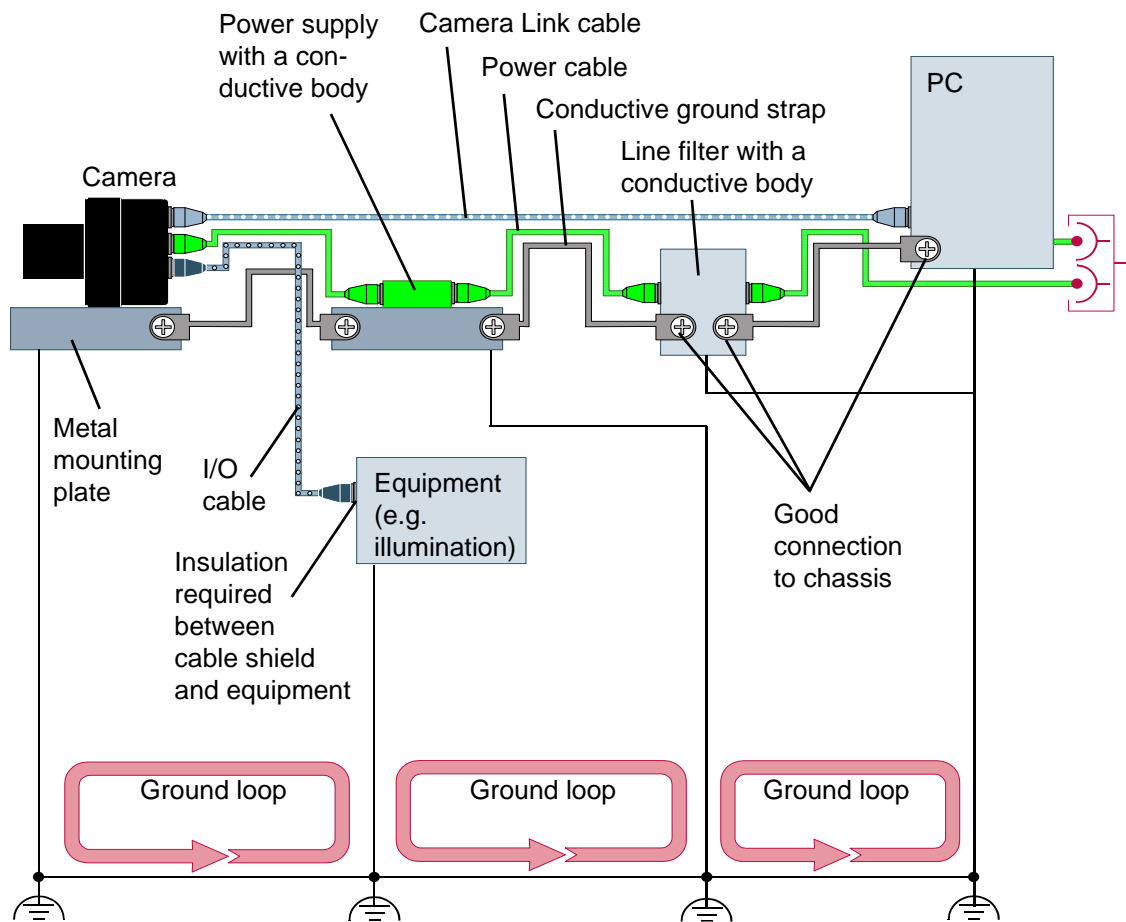 Power supply
with a con-
ductive body
Camera Link cable
Power cable
Conductive ground strap
Line filter with a
conductive body
PC
Camera
Metal
mounting
plate
I/O
cable
Equipment
(e.g.
illumination)
Insulation
required
between
cable shield
and equipment
Good
connection
to chassis
Ground loop
Ground loop
Ground loop